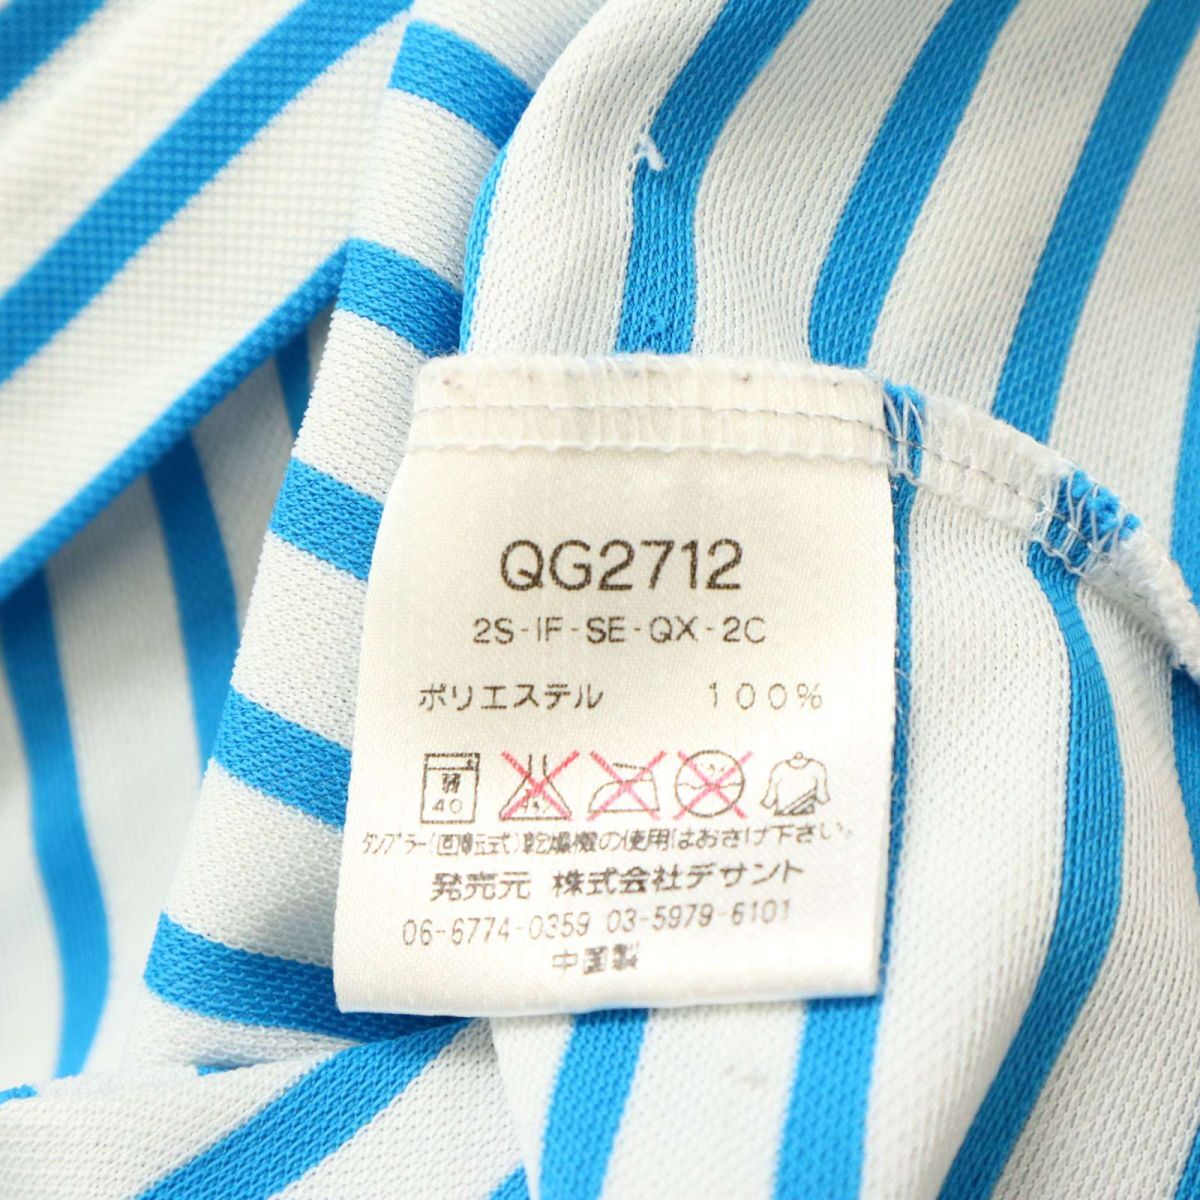 QG2712
2S-IF-SE-QX-2C
ポリエステル 100%
弱 40
タンブラー(回転式)乾燥機の使用はおさけ下さい。
発売元 株式会社デサント
06-6774-0359 03-5979-6101
中国製